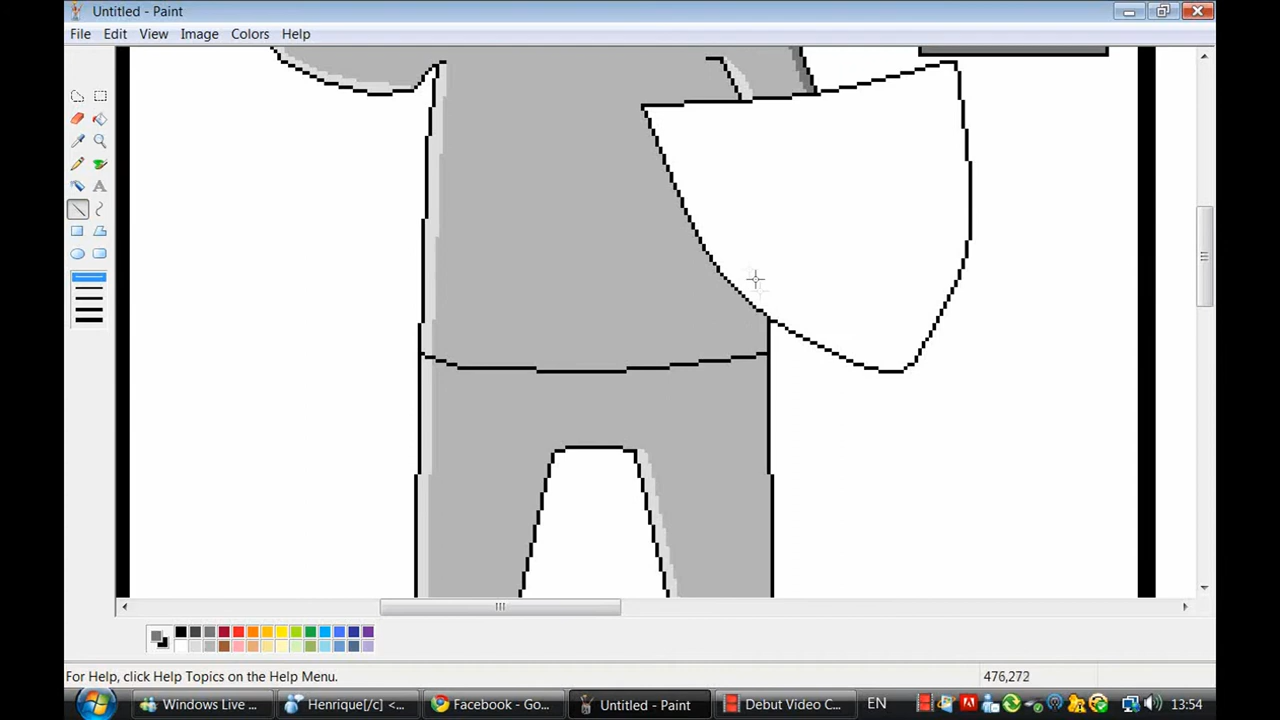 Untitled - Paint
File Edit View Image Colors Help
For Help, click Help Topics on the Help Menu.
476,272
Windows Live ...
Henrique[/c] <...
Facebook - Go...
Untitled - Paint
Debut Video C...
EN
13:54